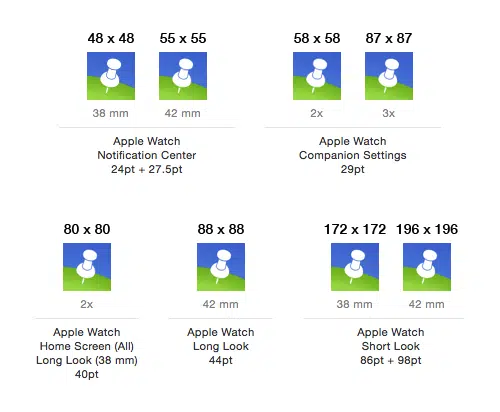 48 x 48 55 x 55
38 mm 42 mm
Apple Watch
Notification Center
24pt + 27.5pt
58 x 58 87 x 87
2x 3x
Apple Watch
Companion Settings
29pt
80 x 80
2x
Apple Watch
Home Screen (All)
Long Look (38 mm)
40pt
88 x 88
42 mm
Apple Watch
Long Look
44pt
172 x 172 196 x 196
38 mm 42 mm
Apple Watch
Short Look
86pt + 98pt